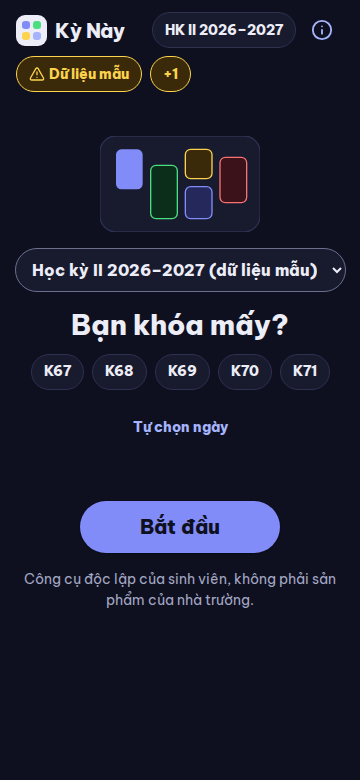 Kỳ Này
HK II 2026-2027
Dữ liệu mẫu
+1
Học kỳ II 2026-2027 (dữ liệu mẫu)
Bạn khóa mấy?
K67 K68 K69 K70 K71
Tự chọn ngày
Bắt đầu
Công cụ độc lập của sinh viên, không phải sản
phẩm của nhà trường.